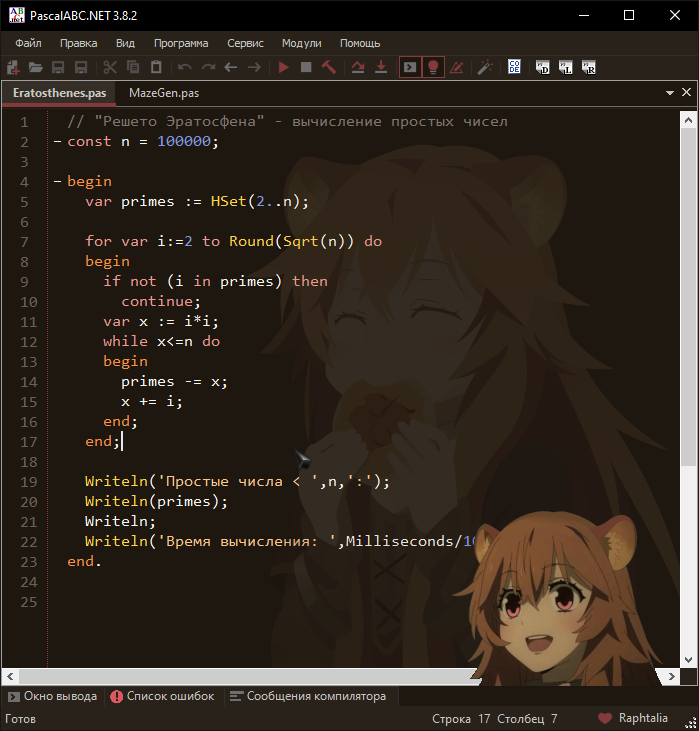 PascalABC.NET 3.8.2
Файл Правка Вид Программа Сервис Модули Помощь
Eratosthenes.pas MazeGen.pas
1 // "Решето Эратосфена" - вычисление простых чисел
2 const n = 100000;
3
4 begin
5 var primes := HSet(2..n);
6
7 for var i:=2 to Round(Sqrt(n)) do
8 begin
9 if not (i in primes) then
10 continue;
11 var x := i*i;
12 while x<=n do
13 begin
14 primes -= x;
15 x += i;
16 end;
17 end;
18
19 Writeln('Простые числа < ',n,':');
20 Writeln(primes);
21 Writeln;
22 Writeln('Время вычисления: ',Milliseconds/10
23 end.
24
25
Окно вывода Список ошибок Сообщения компилятора
Готов Строка 17 Столбец 7 Raphtalia